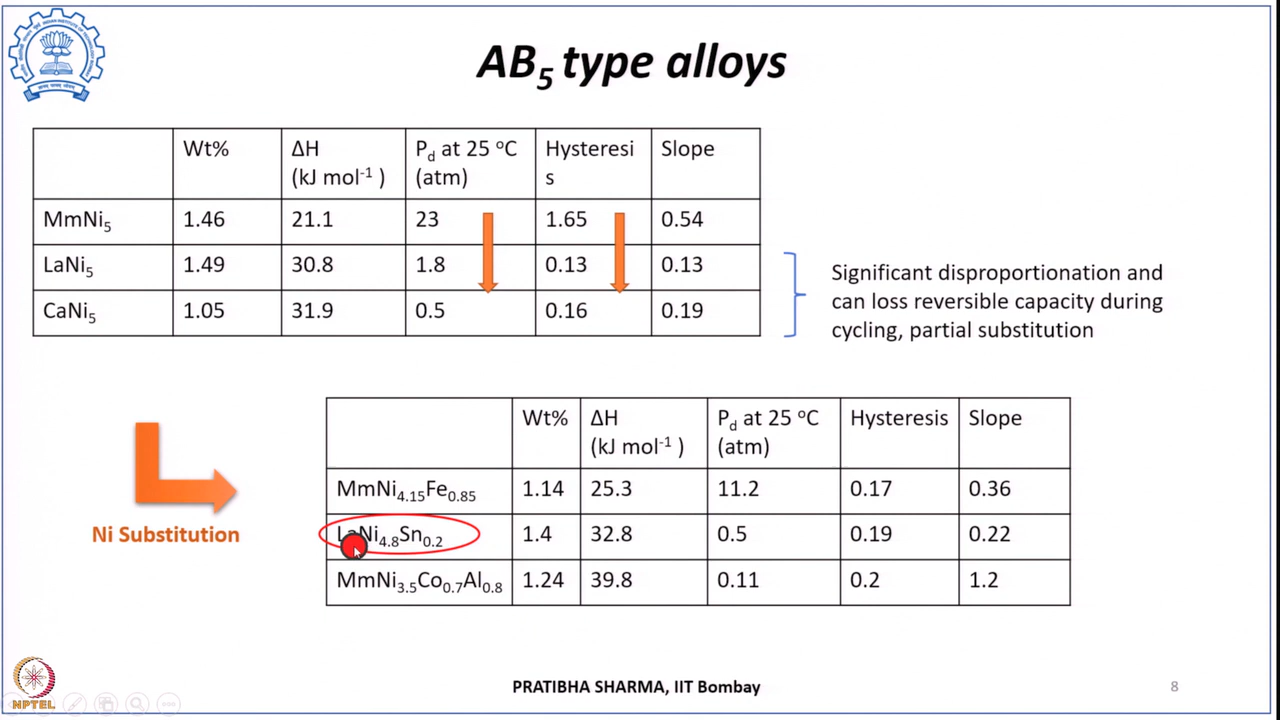 AB5 type alloys
Wt% ΔH (kJ mol-1 ) Pd at 25 oC (atm) Hysteresi s Slope
MmNi5 1.46 21.1 23 1.65 0.54
LaNi5 1.49 30.8 1.8 0.13 0.13
CaNi5 1.05 31.9 0.5 0.16 0.19
Significant disproportionation and
can loss reversible capacity during
cycling, partial substitution
Ni Substitution
Wt% ΔH (kJ mol-1 ) Pd at 25 oC (atm) Hysteresis Slope
MmNi4.15Fe0.85 1.14 25.3 11.2 0.17 0.36
LaNi4.8Sn0.2 1.4 32.8 0.5 0.19 0.22
MmNi3.5Co0.7Al0.8 1.24 39.8 0.11 0.2 1.2
NPTEL
PRATIBHA SHARMA, IIT Bombay
8